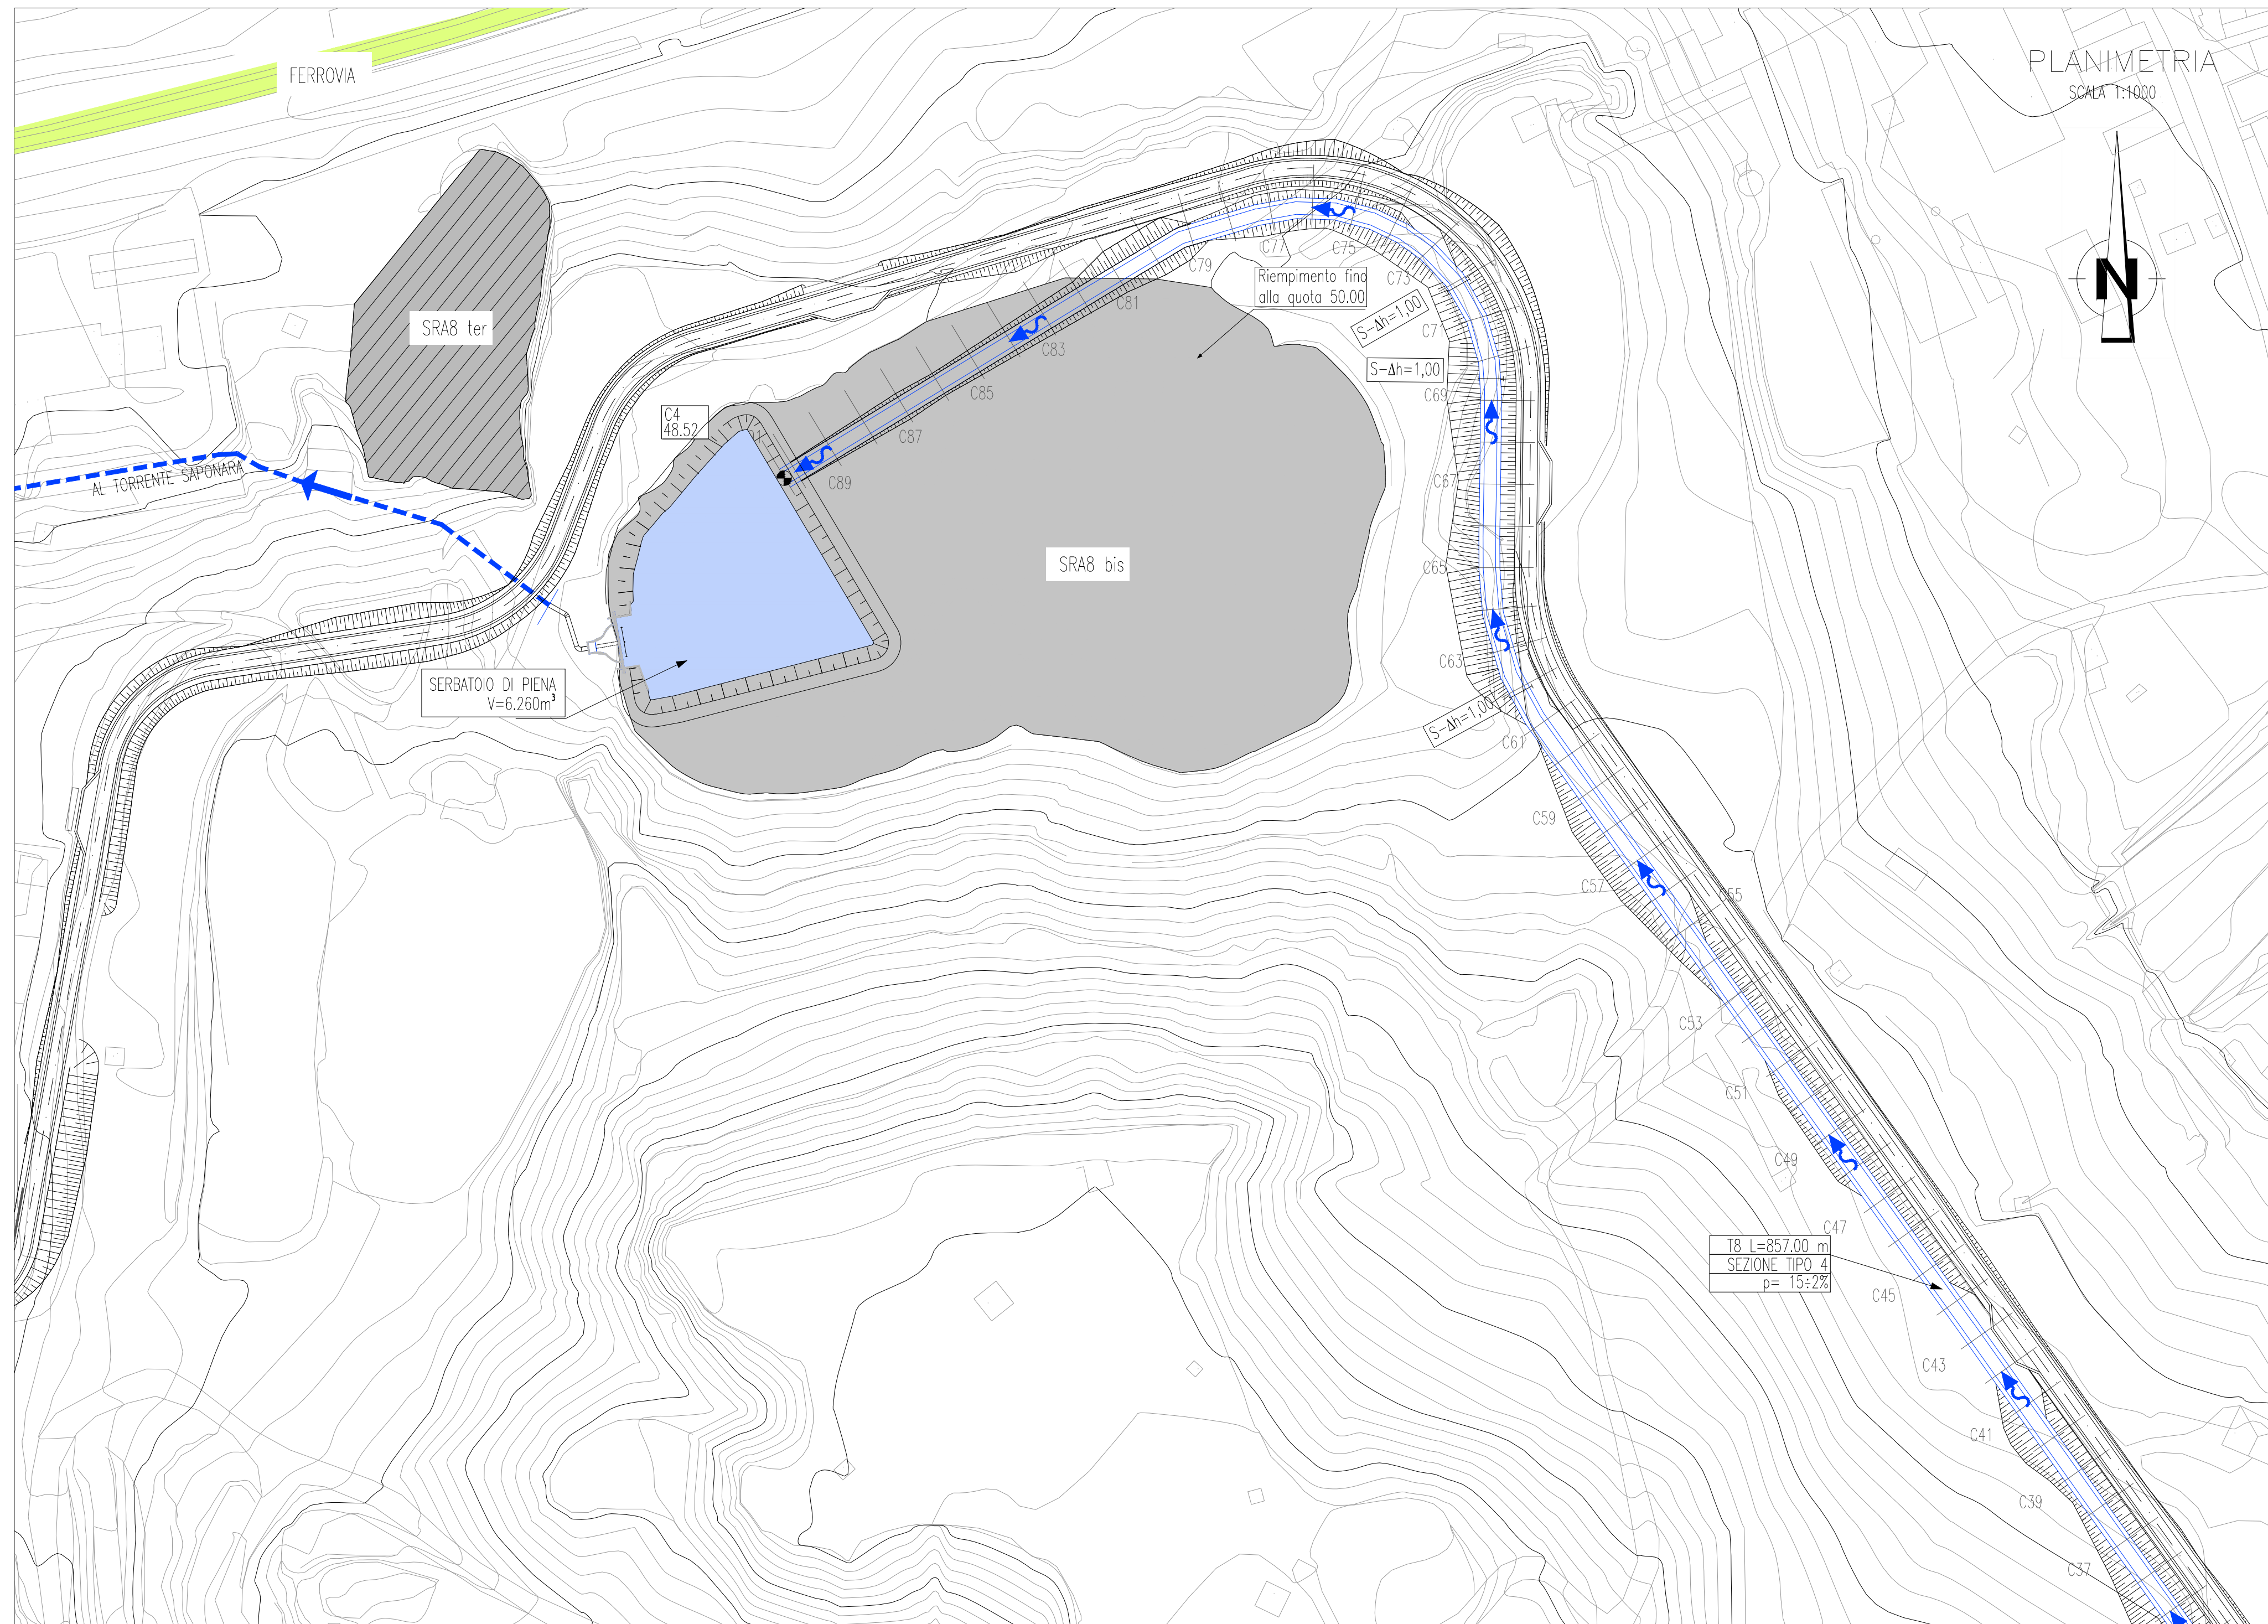 PLANIMETRIA
SCALA 1:1000
N
FERROVIA
SRA8 ter
AL TORRENTE SAPONARA
C4
48.52
SERBATOIO DI PIENA
V=6.260m³
SRA8 bis
Riempimento fino
alla quota 50.00
S-Δh=1,00
S-Δh=1,00
S-Δh=1,00
C89
C87
C85
C83
C81
C79
C77
C75
C73
C71
C69
C67
C65
C63
C61
C59
C57
C55
C53
C51
C49
C47
C45
C43
C41
C39
C37
T8 L=857.00 m
SEZIONE TIPO 4
p= 15÷2%